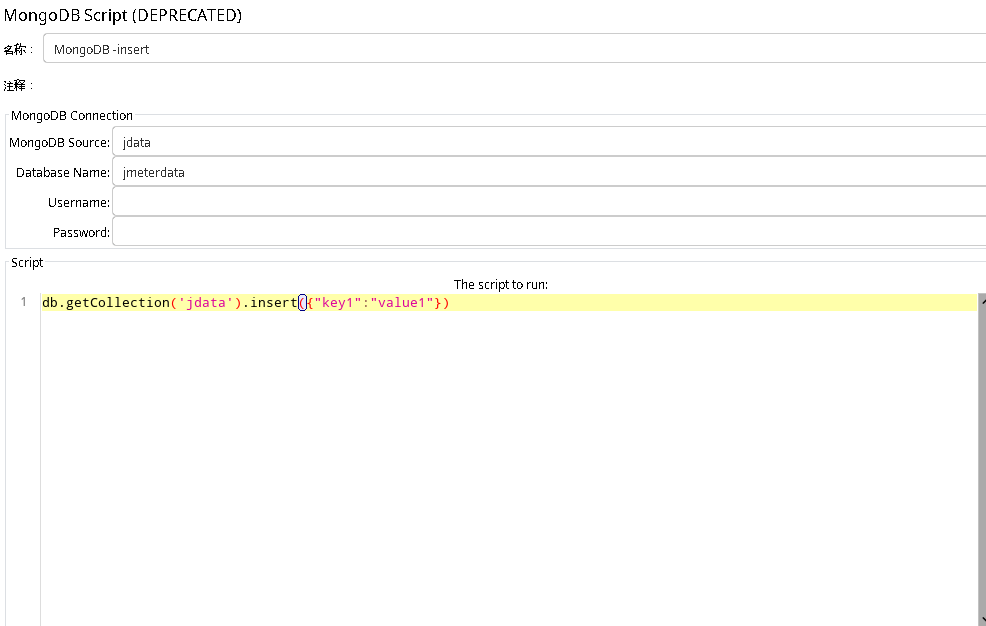 MongoDB Script (DEPRECATED)
名称： MongoDB -insert
注释：
MongoDB Connection
MongoDB Source: jdata
Database Name: jmeterdata
Username:
Password:
Script
The script to run:
1 db.getCollection('jdata').insert({"key1":"value1"})